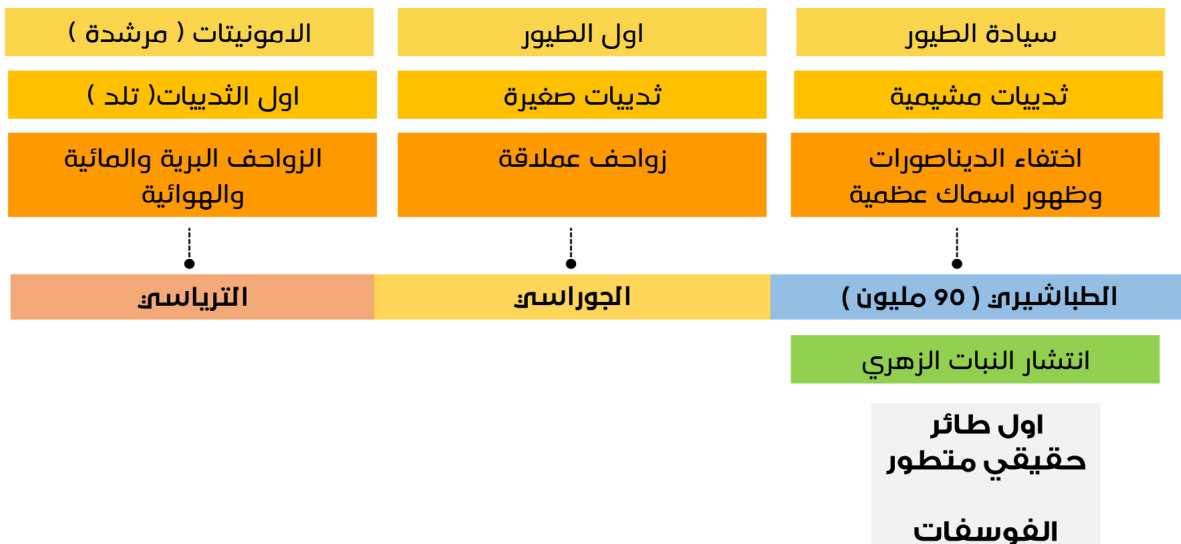 سيادة الطيور
اول الطيور
الامونيتات ( مرشدة )
ثدييات مشيمية
ثدييات صغيرة
اول الثدييات( تلد )
اختفاء الديناصورات
وظهور اسماك عظمية
زواحف عملاقة
الزواحف البرية والمائية
والهوائية
الطباشيري ( 90 مليون )
الجوراسي
الترياسي
انتشار النبات الزهري
اول طائر
حقيقي متطور
الفوسفات